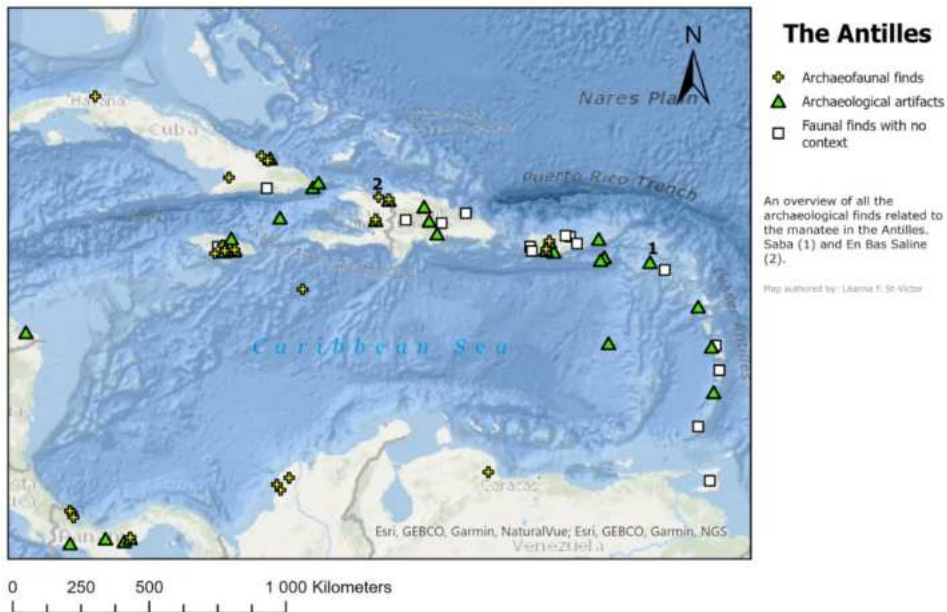 The Antilles
Archaeofaunal finds
Archaeological artifacts
Faunal finds with no
context
An overview of all the
archaeological finds related to
the manatee in the Antilles.
Saba (1) and En Bas Saline
(2).
Map authored by: Léanna F. St-Victor
N
Nares Plain
Havana
Cuba
Puerto Rico Trench
2
1
Caribbean Sea
Caracas
Esri, GEBCO, Garmin, NaturalVue; Esri, GEBCO, Garmin, NGS
Venezuela
0 250 500 1 000 Kilometers